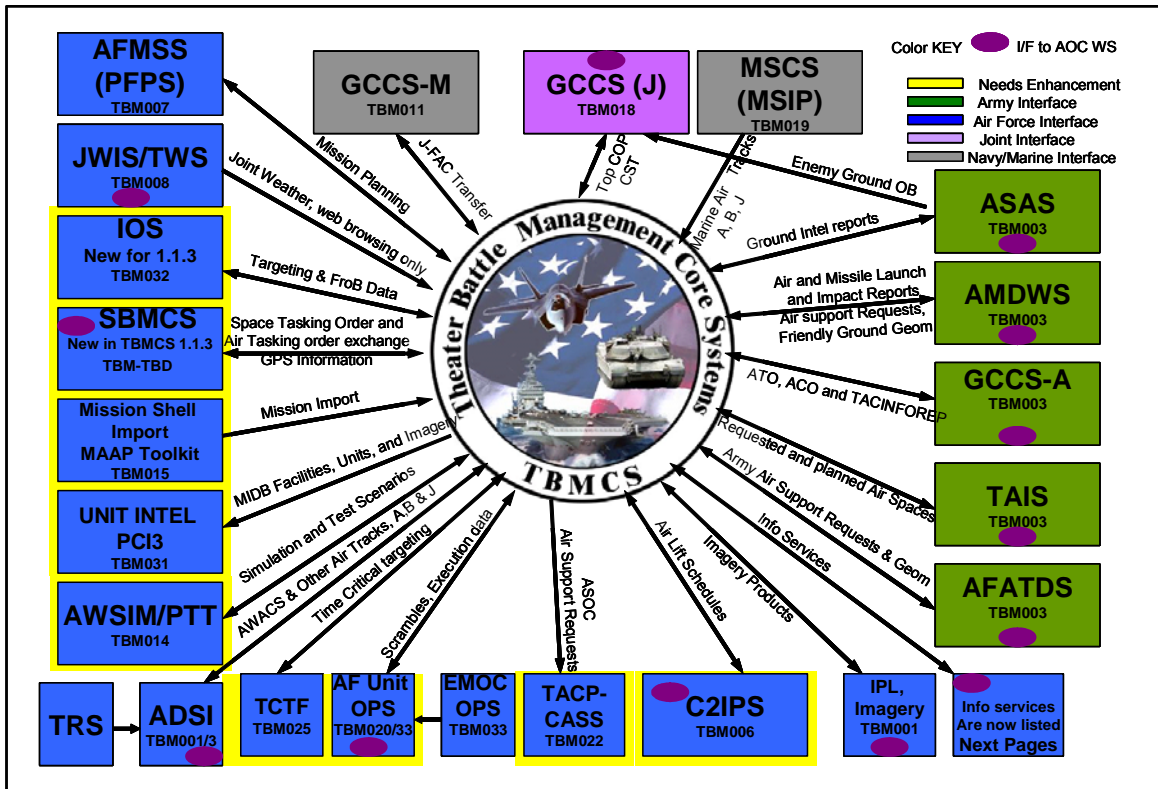 AFMSS
(PFPS)
TBM007
GCCS-M
TBM011
GCCS (J)
TBM018
MSCS
(MSIP)
TBM019
Color KEY
I/F to AOC WS
Needs Enhancement
Army Interface
Air Force Interface
Joint Interface
Navy/Marine Interface
JWIS/TWS
TBM008
IOS
New for 1.1.3
TBM032
SBMCS
New in TBMCS 1.1.3
TBM-TBD
Mission Shell
Import
MAAP Toolkit
TBM015
UNIT INTEL
PCI3
TBM031
AWSIM/PTT
TBM014
Mission Planning
Joint Weather, web browsing only
Targeting & FroB Data
Space Tasking Order and
Air Tasking order exchange
GPS Information
Mission Import
MIDB Facilities, Units, and Imagery
Simulation and Test Scenarios
AWACS & Other Air Tracks, A,B & J
Time Critical targeting
Scrambles, Execution data
J-FAC Transfer
Top COP
CST
Marine Air Tracks
A, B, J
Theater Battle Management Core Systems
TBMCS
Enemy Ground OB
Ground Intel reports
Air and Missile Launch
and Impact Reports
Air support Requests,
Friendly Ground Geom
ATO, ACO and TACINFOREP
Requested and planned Air Spaces
Army Air Support Requests & Geom
Info Services
Imagery Products
Air Lift Schedules
ASOC
Air Support Requests
ASAS
TBM003
AMDWS
TBM003
GCCS-A
TBM003
TAIS
TBM003
AFATDS
TBM003
TRS
ADSI
TBM001/3
TCTF
TBM025
AF Unit
OPS
TBM020/33
EMOC
OPS
TBM033
TACP-
CASS
TBM022
C2IPS
TBM006
IPL,
Imagery
TBM001
Info services
Are now listed
Next Pages